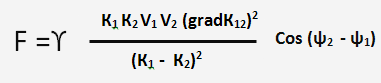 F = ϒ K₁ K₂ V₁ V₂ (gradK₁₂)² / (K₁ - K₂)² Cos (ψ₂ - ψ₁)